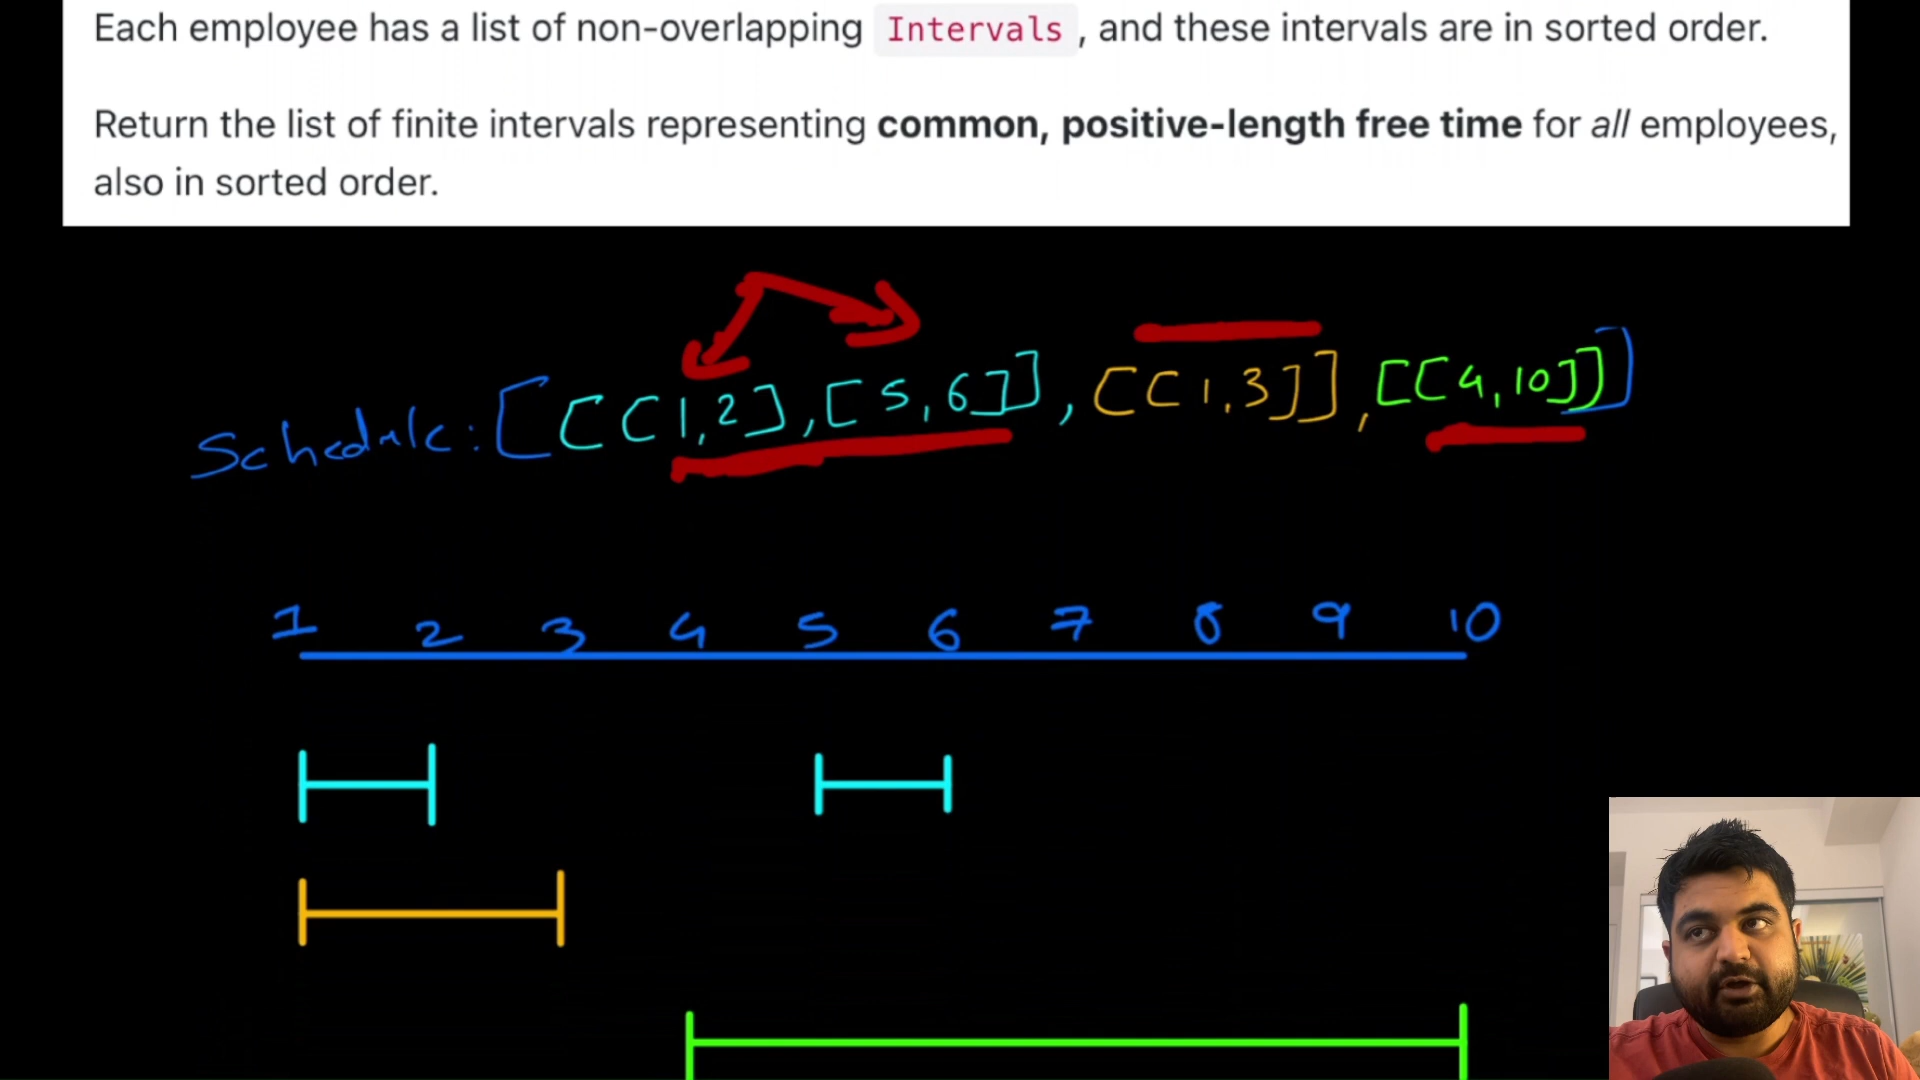 Each employee has a list of non-overlapping Intervals , and these intervals are in sorted order.
Return the list of finite intervals representing common, positive-length free time for all employees,
also in sorted order.
Schedule: [[[1,2],[5,6]],[[1,3]],[[4,10]]]
1 2 3 4 5 6 7 8 9 10